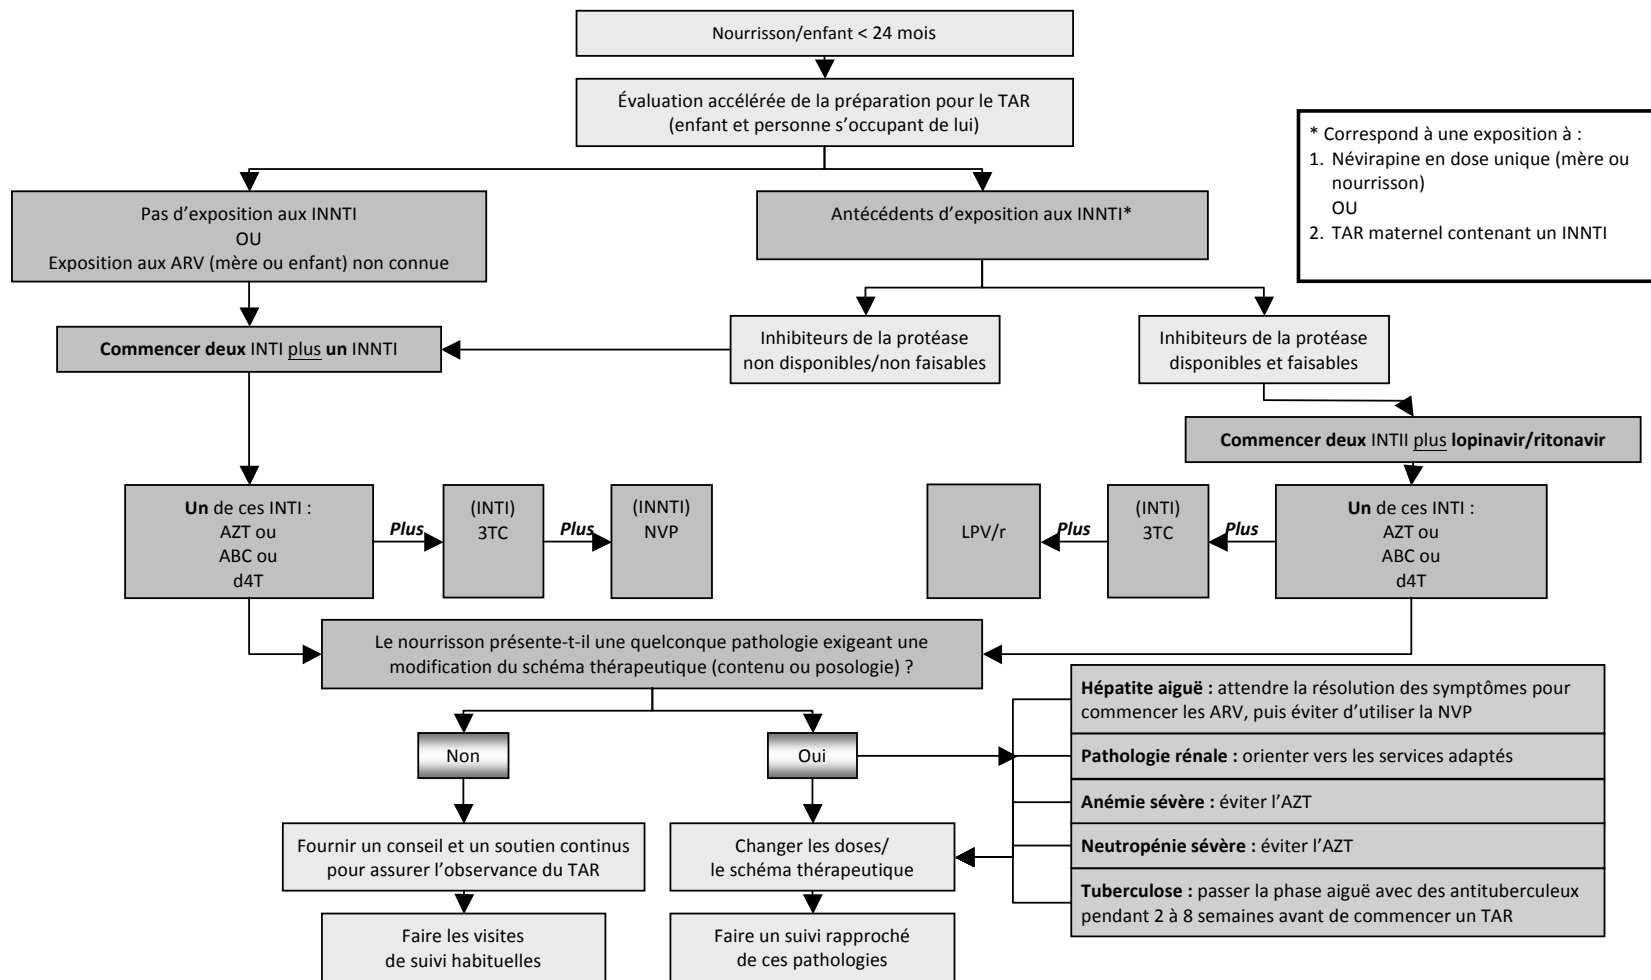 Nourrisson/enfant < 24 mois
Évaluation accélérée de la préparation pour le TAR
(enfant et personne s’occupant de lui)
* Correspond à une exposition à :
1. Névirapine en dose unique (mère ou
nourrisson)
OU
2. TAR maternel contenant un INNTI
Pas d’exposition aux INNTI
OU
Exposition aux ARV (mère ou enfant) non connue
Antécédents d’exposition aux INNTI*
Commencer deux INTI plus un INNTI
Inhibiteurs de la protéase
non disponibles/non faisables
Inhibiteurs de la protéase
disponibles et faisables
Commencer deux INTII plus lopinavir/ritonavir
Un de ces INTI :
AZT ou
ABC ou
d4T
Plus
(INTI)
3TC
Plus
(INNTI)
NVP
LPV/r
Plus
(INTI)
3TC
Plus
Un de ces INTI :
AZT ou
ABC ou
d4T
Le nourrisson présente-t-il une quelconque pathologie exigeant une
modification du schéma thérapeutique (contenu ou posologie) ?
Non
Oui
Hépatite aiguë : attendre la résolution des symptômes pour
commencer les ARV, puis éviter d’utiliser la NVP
Pathologie rénale : orienter vers les services adaptés
Anémie sévère : éviter l’AZT
Neutropénie sévère : éviter l’AZT
Tuberculose : passer la phase aiguë avec des antituberculeux
pendant 2 à 8 semaines avant de commencer un TAR
Fournir un conseil et un soutien continus
pour assurer l’observance du TAR
Changer les doses/
le schéma thérapeutique
Faire les visites
de suivi habituelles
Faire un suivi rapproché
de ces pathologies